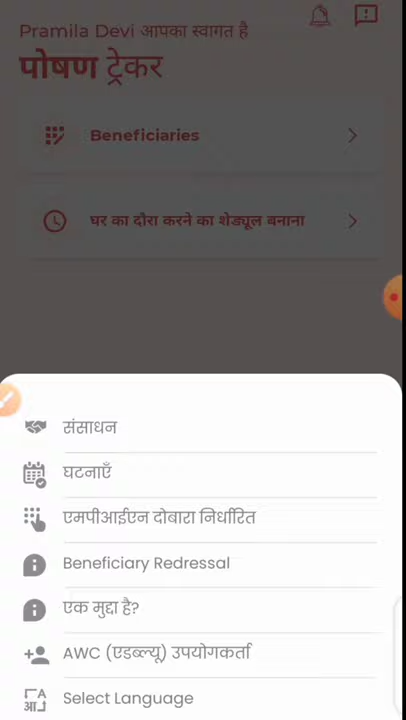 Pramila Devi आपका स्वागत है
पोषण ट्रेकर
Beneficiaries
घर का दौरा करने का शेड्यूल बनाना
संसाधन
घटनाएँ
एमपीआईएन दोबारा निर्धारित
Beneficiary Redressal
एक मुद्दा है?
AWC (एडब्ल्यू) उपयोगकर्ता
Select Language